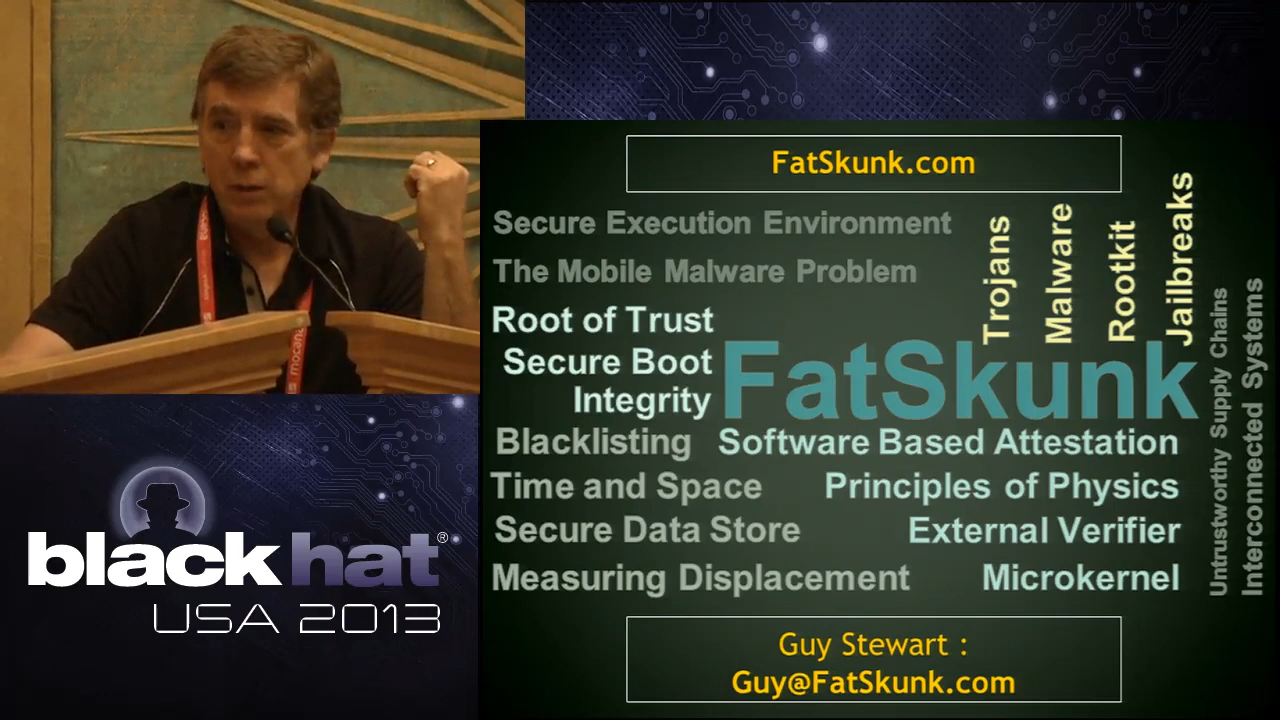 FatSkunk.com
Secure Execution Environment
The Mobile Malware Problem
Root of Trust
Secure Boot
Integrity
FatSkunk
Trojans
Malware
Rootkit
Jailbreaks
Untrustworthy Supply Chains
Interconnected Systems
Blacklisting
Software Based Attestation
Time and Space
Principles of Physics
Secure Data Store
External Verifier
Measuring Displacement
Microkernel
Guy Stewart :
Guy@FatSkunk.com
blackhat®
USA 2013